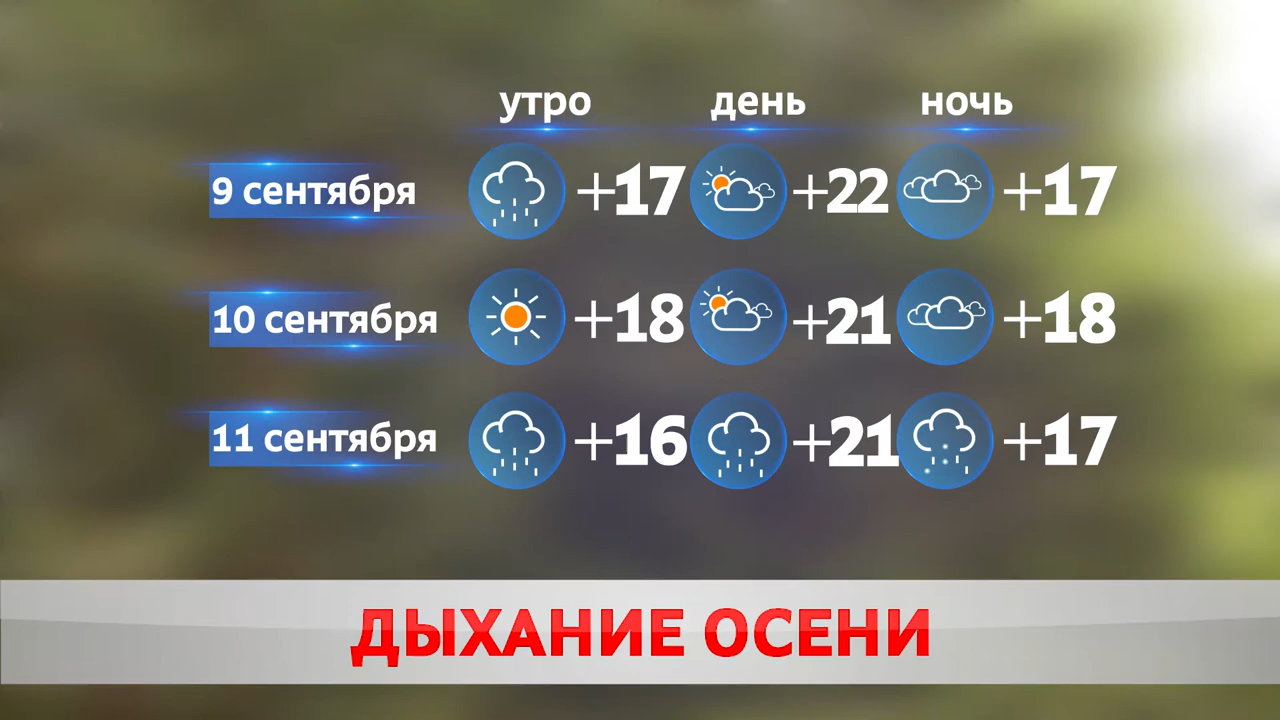 утро день ночь
9 сентября +17 +22 +17
10 сентября +18 +21 +18
11 сентября +16 +21 +17
ДЫХАНИЕ ОСЕНИ